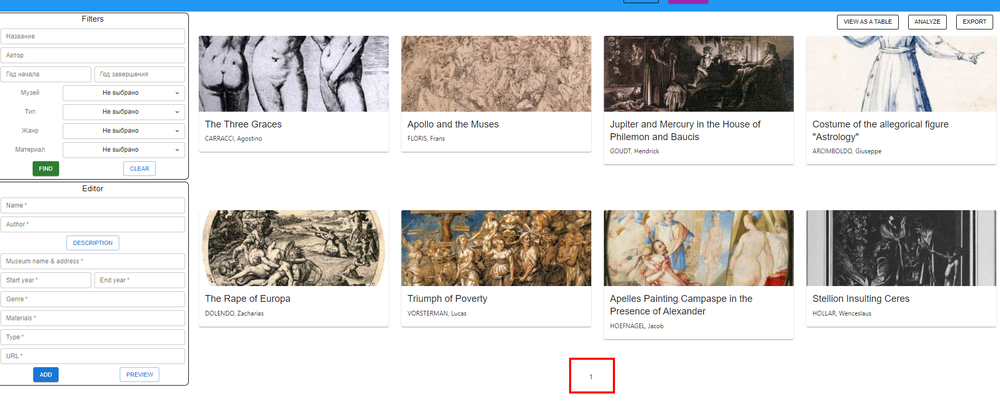 Filters
Название
Автор
Год начала
Год завершения
Музей
Не выбрано
Тип
Не выбрано
Жанр
Не выбрано
Материал
Не выбрано
FIND
CLEAR
Editor
Name *
Author *
DESCRIPTION
Museum name & address *
Start year *
End year *
Genre *
Materials *
Type *
URL *
ADD
PREVIEW
VIEW AS A TABLE
ANALYZE
EXPORT
The Three Graces
CARRACCI, Agostino
Apollo and the Muses
FLORIS, Frans
Jupiter and Mercury in the House of
Philemon and Baucis
GOUDT, Hendrick
Costume of the allegorical figure
"Astrology"
ARCIMBOLDO, Giuseppe
The Rape of Europa
DOLENDO, Zacharias
Triumph of Poverty
VORSTERMAN, Lucas
Apelles Painting Campaspe in the
Presence of Alexander
HOEFNAGEL, Jacob
Stellion Insulting Ceres
HOLLAR, Wenceslaus
1